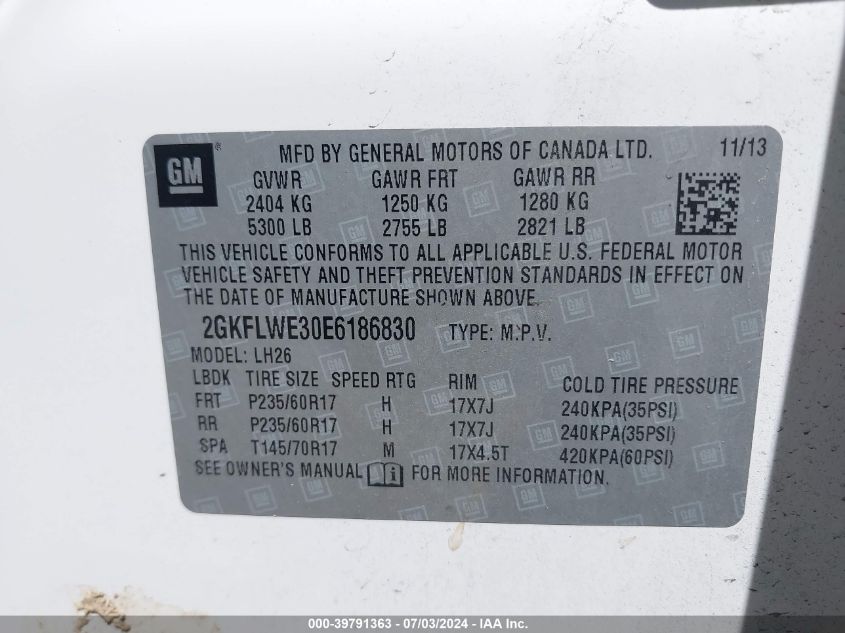 GM ® MFD BY GENERAL MOTORS OF CANADA LTD. 11/13
GVWR GAWR FRT GAWR RR
2404 KG 1250 KG 1280 KG
5300 LB 2755 LB 2821 LB
THIS VEHICLE CONFORMS TO ALL APPLICABLE U.S. FEDERAL MOTOR
VEHICLE SAFETY AND THEFT PREVENTION STANDARDS IN EFFECT ON
THE DATE OF MANUFACTURE SHOWN ABOVE.
2GKFLWE30E6186830 TYPE: M.P.V.
MODEL: LH26
LBDK TIRE SIZE SPEED RTG RIM COLD TIRE PRESSURE
FRT P235/60R17 H 17X7J 240KPA(35PSI)
RR P235/60R17 H 17X7J 240KPA(35PSI)
SPA T145/70R17 M 17X4.5T 420KPA(60PSI)
SEE OWNER'S MANUAL i FOR MORE INFORMATION.
000-39791363 - 07/03/2024 - IAA Inc.